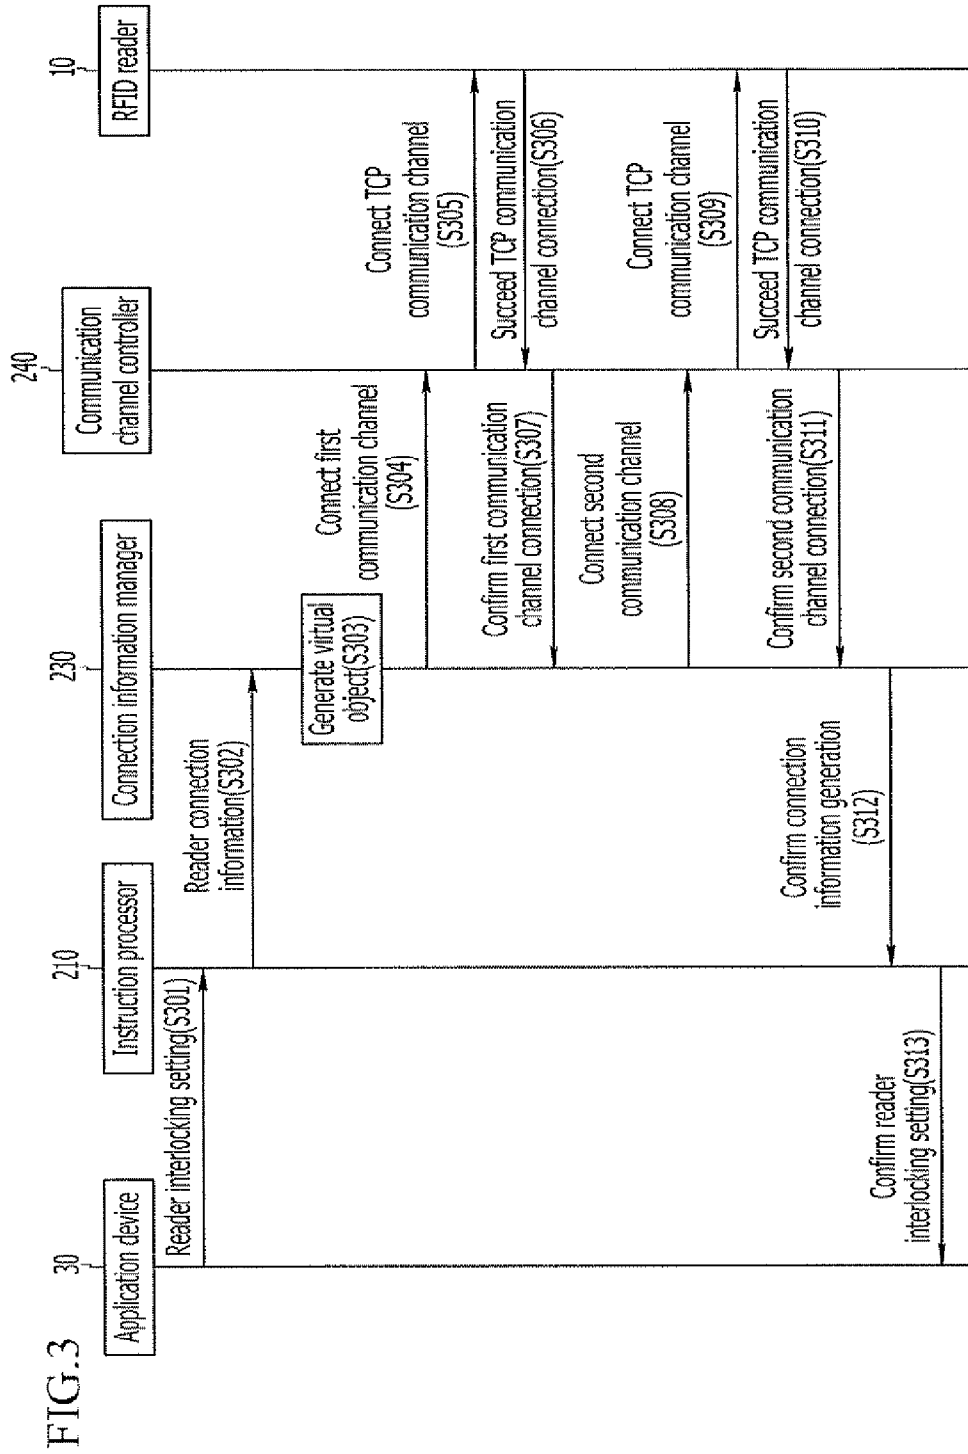 FIG.3
30
210
230
240
10
Application device
Instruction processor
Connection information manager
Communication
channel controller
RFID reader
Reader interlocking setting(S301)
Reader connection
information(S302)
Generate virtual
object(S303)
Connect first
communication channel
(S304)
Connect TCP
communication channel
(S305)
Succeed TCP communication
channel connection(S306)
Confirm first communication
channel connection(S307)
Connect second
communication channel
(S308)
Connect TCP
communication channel
(S309)
Succeed TCP communication
channel connection(S310)
Confirm second communication
channel connection(S311)
Confirm connection
information generation
(S312)
Confirm reader
interlocking setting(S313)